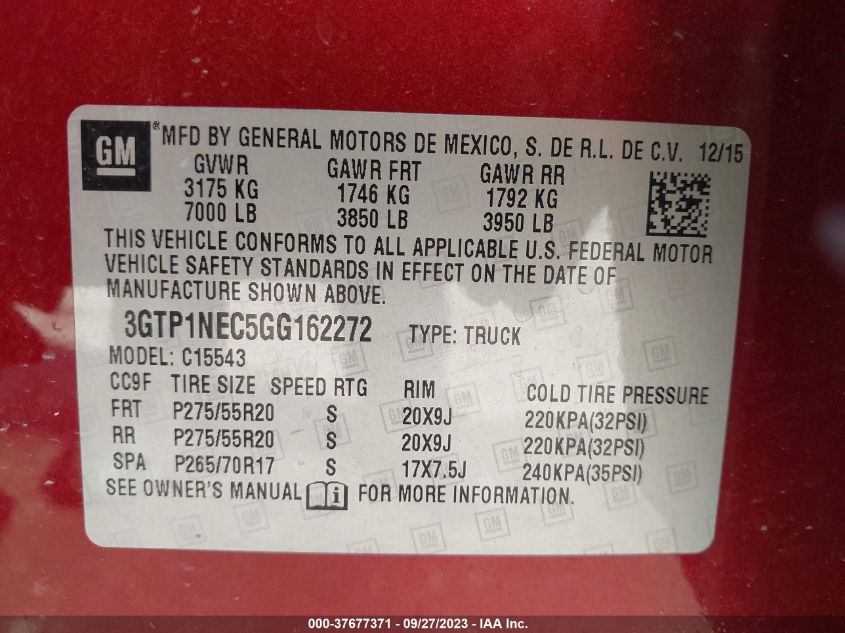 GM ® MFD BY GENERAL MOTORS DE MEXICO, S. DE R.L. DE C.V. 12/15
GVWR GAWR FRT GAWR RR
3175 KG 1746 KG 1792 KG
7000 LB 3850 LB 3950 LB
THIS VEHICLE CONFORMS TO ALL APPLICABLE U.S. FEDERAL MOTOR
VEHICLE SAFETY STANDARDS IN EFFECT ON THE DATE OF
MANUFACTURE SHOWN ABOVE.
3GTP1NEC5GG162272 TYPE: TRUCK
MODEL: C15543
CC9F TIRE SIZE SPEED RTG RIM COLD TIRE PRESSURE
FRT P275/55R20 S 20X9J 220KPA(32PSI)
RR P275/55R20 S 20X9J 220KPA(32PSI)
SPA P265/70R17 S 17X7.5J 240KPA(35PSI)
SEE OWNER'S MANUAL i FOR MORE INFORMATION.
000-37677371 | 09/27/2023 | IAA Inc.